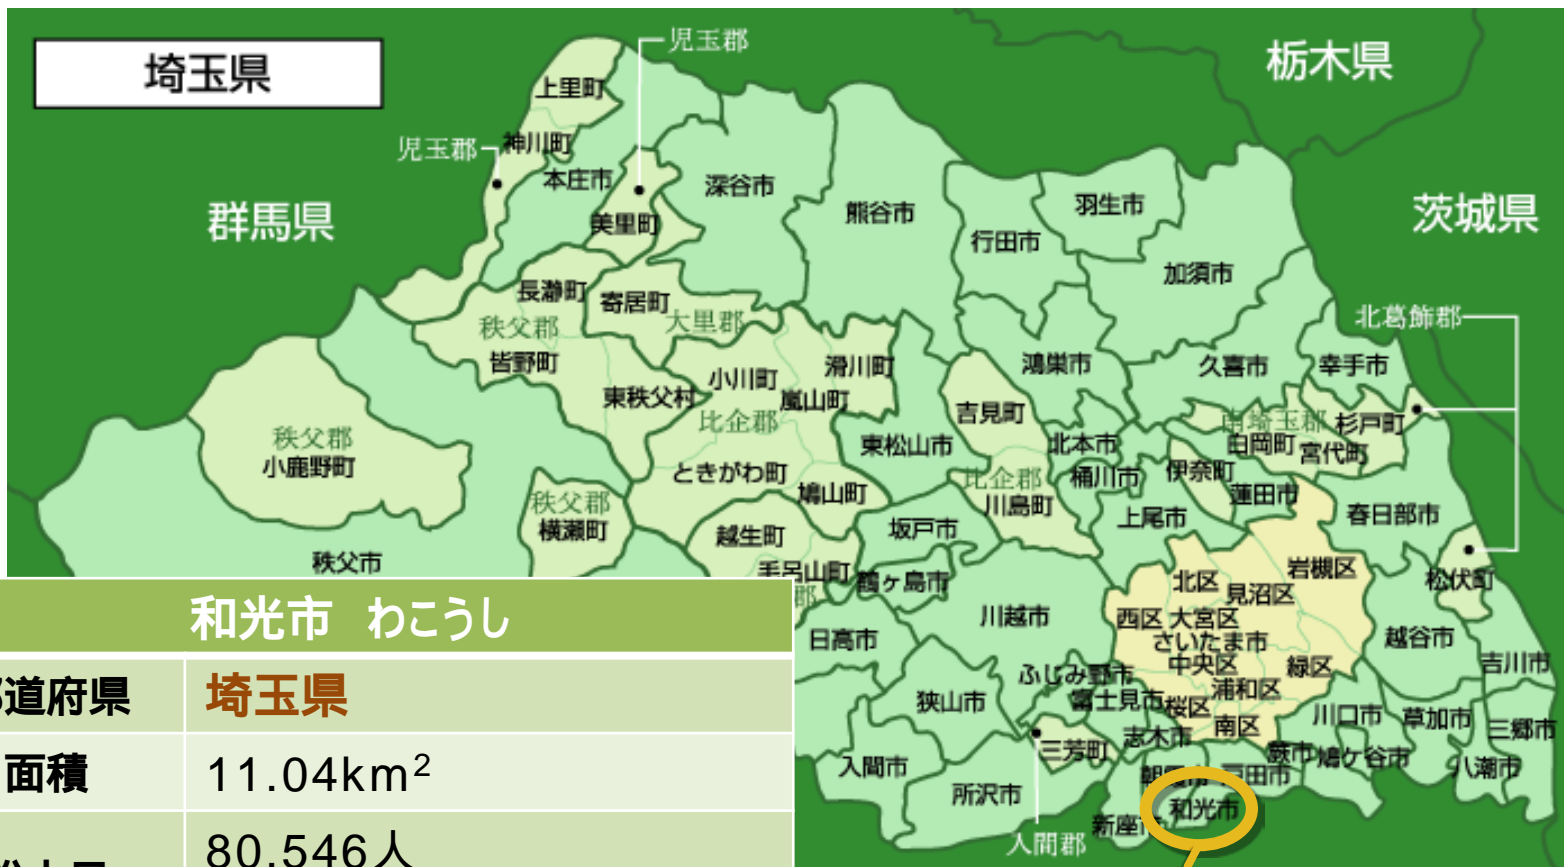 埼玉県
児玉郡
栃木県
上里町
児玉郡
神川町
本庄市
深谷市
群馬県
美里町
熊谷市
羽生市
茨城県
行田市
加須市
長瀞町
寄居町
秩父郡
大里郡
北葛飾郡
皆野町
小川町
滑川町
鴻巣市
久喜市
幸手市
東秩父村
嵐山町
吉見町
比企郡
南埼玉郡
杉戸町
秩父郡
小鹿野町
東松山市
北本市
白岡町
宮代町
ときがわ町
比企郡
桶川市
伊奈町
秩父郡
鳩山町
川島町
蓮田市
横瀬町
越生町
坂戸市
上尾市
春日部市
秩父市
毛呂山町
鶴ヶ島市
郡
岩槻区
北区
見沼区
松伏町
和光市 わこうし
川越市
西区
大宮区
日高市
さいたま市
越谷市
中央区
緑区
吉川市
道府県
埼玉県
ふじみ野市
狭山市
富士見市
桜区
浦和区
南区
川口市
草加市
三郷市
志木市
三芳町
蕨市
鳩ケ谷市
面積
11.04km²
入間市
朝霞市
戸田市
八潮市
所沢市
和光市
新座市
80,546人
入間郡